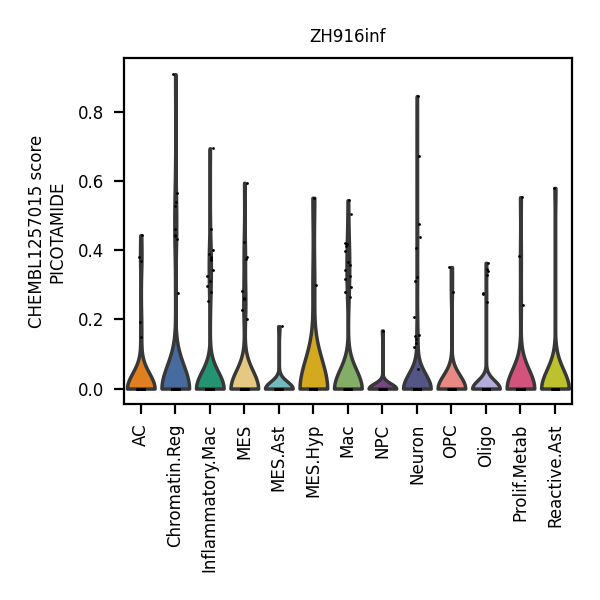 ZH916inf
CHEMBL1257015 score
PICOTAMIDE
0.8
0.6
0.4
0.2
0.0
AC
Chromatin.Reg
Inflammatory.Mac
MES
MES.Ast
MES.Hyp
Mac
NPC
Neuron
OPC
Oligo
Prolif.Metab
Reactive.Ast